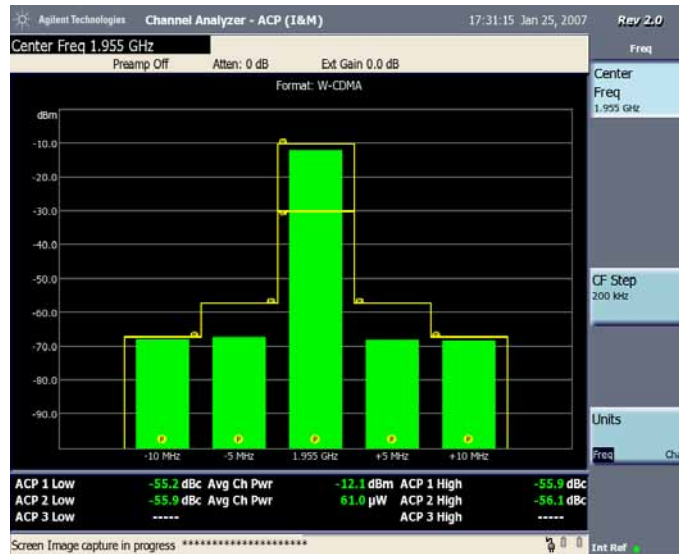 Agilent Technologies Channel Analyzer - ACP (I&M) 17:31:15 Jan 25, 2007 Rev 2.0
Center Freq 1.955 GHz
Freq
Preamp Off Atten: 0 dB Ext Gain 0.0 dB
Format: W-CDMA
Center
Freq
1.955 GHz
dBm
-10.0
-20.0
-30.0
-40.0
-50.0
-60.0
-70.0
-80.0
-90.0
CF Step
200 kHz
Units
Freq Cha
P P P P P
-10 MHz -5 MHz 1.955 GHz +5 MHz +10 MHz
ACP 1 Low -55.2 dBc Avg Ch Pwr -12.1 dBm ACP 1 High -55.9 dBc
ACP 2 Low -55.9 dBc Avg Ch Pwr 61.0 µW ACP 2 High -56.1 dBc
ACP 3 Low ----- ACP 3 High -----
Screen Image capture in progress *********************
Int Ref